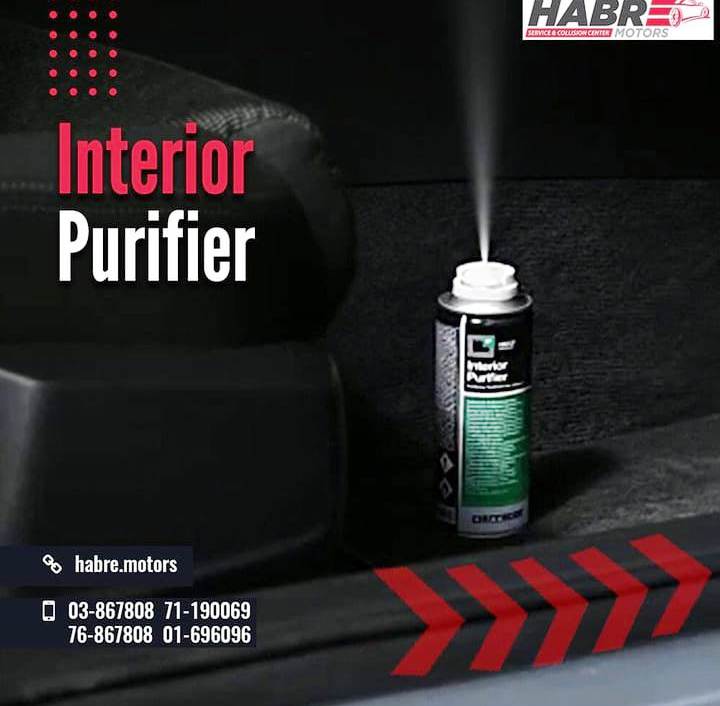 HABRE
SERVICE & COLLISION CENTER MOTORS
Interior
Purifier
Interior
Purifier
habre.motors
03-867808 71-190069
76-867808 01-696096